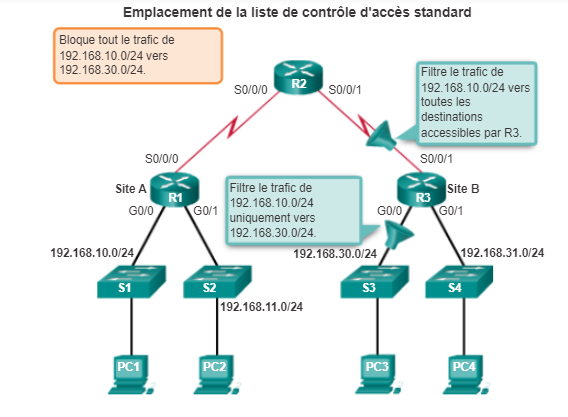 Emplacement de la liste de contrôle d'accès standard
Bloque tout le trafic de
192.168.10.0/24 vers
192.168.30.0/24.
R2
S0/0/0
S0/0/1
Filtre le trafic de
192.168.10.0/24 vers
toutes les
destinations
accessibles par R3.
S0/0/0
S0/0/1
Site A
R1
G0/0
G0/1
Filtre le trafic de
192.168.10.0/24
uniquement vers
192.168.30.0/24.
R3
Site B
G0/0
G0/1
192.168.10.0/24
192.168.30.0/24
192.168.31.0/24
S1
S2
S3
S4
192.168.11.0/24
PC1
PC2
PC3
PC4